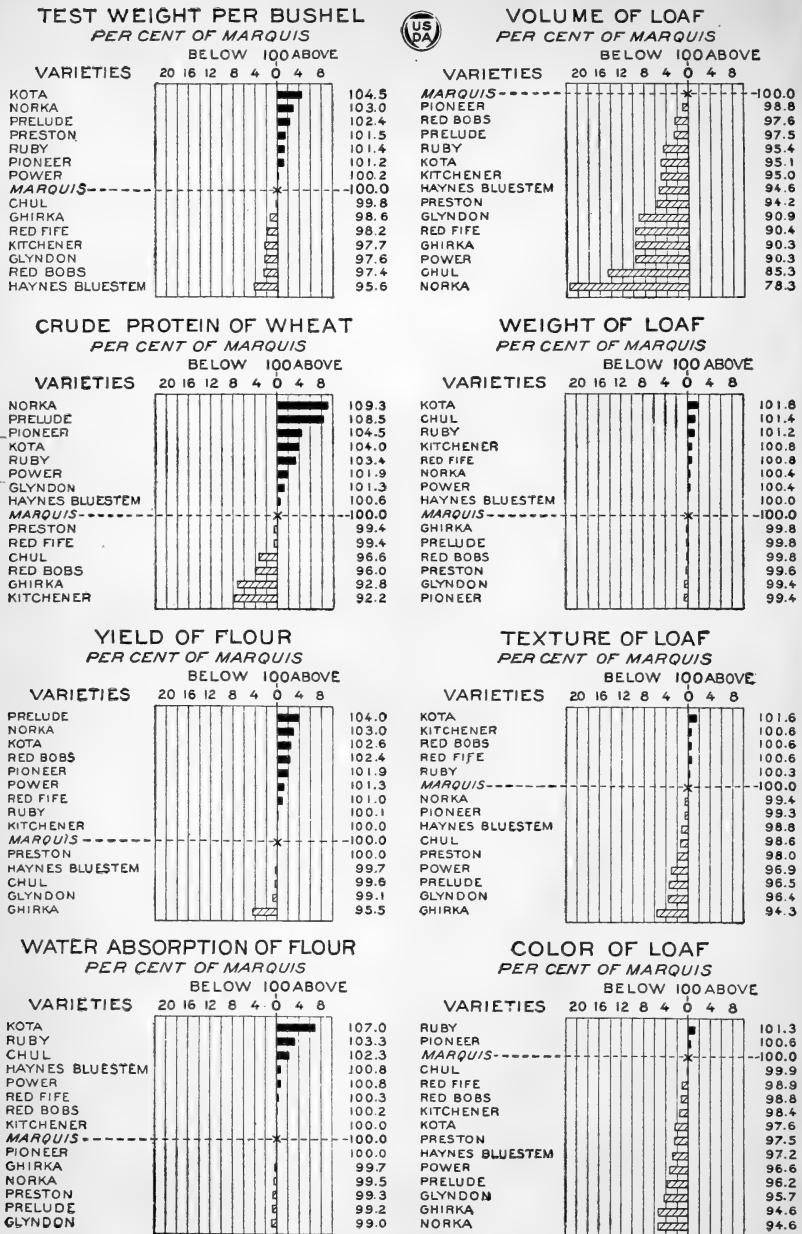 TEST WEIGHT PER BUSHEL
PER CENT OF MARQUIS
BELOW 100 ABOVE
VARIETIES 20 16 12 8 4 0 4 8
KOTA 104.5
NORKA 103.0
PRELUDE 102.4
PRESTON 101.5
RUBY 101.4
PIONEER 101.2
POWER 100.2
MARQUIS 100.0
CHUL 99.8
GHIRKA 98.6
RED FIFE 98.2
KITCHENER 97.7
GLYNDON 97.6
RED BOBS 97.4
HAYNES BLUESTEM 95.6
US
DA
VOLUME OF LOAF
PER CENT OF MARQUIS
BELOW 100 ABOVE
VARIETIES 20 16 12 8 4 0 4 8
MARQUIS 100.0
PIONEER 98.8
RED BOBS 97.6
PRELUDE 97.5
RUBY 95.4
KOTA 95.1
KITCHENER 95.0
HAYNES BLUESTEM 94.6
PRESTON 94.2
GLYNDON 90.9
RED FIFE 90.4
GHIRKA 90.3
POWER 90.3
CHUL 85.3
NORKA 78.3
CRUDE PROTEIN OF WHEAT
PER CENT OF MARQUIS
BELOW 100 ABOVE
VARIETIES 20 16 12 8 4 0 4 8
NORKA 109.3
PRELUDE 108.5
PIONEER 104.5
KOTA 104.0
RUBY 103.4
POWER 101.9
GLYNDON 101.3
HAYNES BLUESTEM 100.6
MARQUIS 100.0
PRESTON 99.4
RED FIFE 99.4
CHUL 96.6
RED BOBS 96.0
GHIRKA 92.8
KITCHENER 92.2
WEIGHT OF LOAF
PER CENT OF MARQUIS
BELOW 100 ABOVE
VARIETIES 20 16 12 8 4 0 4 8
KOTA 101.8
CHUL 101.4
RUBY 101.2
KITCHENER 100.8
RED FIFE 100.8
NORKA 100.4
POWER 100.4
HAYNES BLUESTEM 100.0
MARQUIS 100.0
GHIRKA 99.8
PRELUDE 99.8
RED BOBS 99.8
PRESTON 99.6
GLYNDON 99.4
PIONEER 99.4
YIELD OF FLOUR
PER CENT OF MARQUIS
BELOW 100 ABOVE
VARIETIES 20 16 12 8 4 0 4 8
PRELUDE 104.0
NORKA 103.0
KOTA 102.6
RED BOBS 102.4
PIONEER 101.9
POWER 101.3
RED FIFE 101.0
RUBY 100.1
KITCHENER 100.0
MARQUIS 100.0
PRESTON 100.0
HAYNES BLUESTEM 99.7
CHUL 99.6
GLYNDON 99.1
GHIRKA 95.5
TEXTURE OF LOAF
PER CENT OF MARQUIS
BELOW 100 ABOVE
VARIETIES 20 16 12 8 4 0 4 8
KOTA 101.6
KITCHENER 100.6
RED BOBS 100.6
RED FIFE 100.6
RUBY 100.3
MARQUIS 100.0
NORKA 99.4
PIONEER 99.3
HAYNES BLUESTEM 98.8
CHUL 98.6
PRESTON 98.0
POWER 96.9
PRELUDE 96.5
GLYNDON 96.4
GHIRKA 94.3
WATER ABSORPTION OF FLOUR
PER CENT OF MARQUIS
BELOW 100 ABOVE
VARIETIES 20 16 12 8 4 0 4 8
KOTA 107.0
RUBY 103.3
CHUL 102.3
HAYNES BLUESTEM 100.8
POWER 100.8
RED FIFE 100.3
RED BOBS 100.2
KITCHENER 100.0
MARQUIS 100.0
PIONEER 100.0
GHIRKA 99.7
NORKA 99.5
PRESTON 99.3
PRELUDE 99.2
GLYNDON 99.0
COLOR OF LOAF
PER CENT OF MARQUIS
BELOW 100 ABOVE
VARIETIES 20 16 12 8 4 0 4 8
RUBY 101.3
PIONEER 100.6
MARQUIS 100.0
CHUL 99.9
RED FIFE 98.9
RED BOBS 98.8
KITCHENER 98.4
KOTA 97.6
PRESTON 97.5
HAYNES BLUESTEM 97.2
POWER 96.6
PRELUDE 96.2
GLYNDON 95.7
GHIRKA 94.6
NORKA 94.6